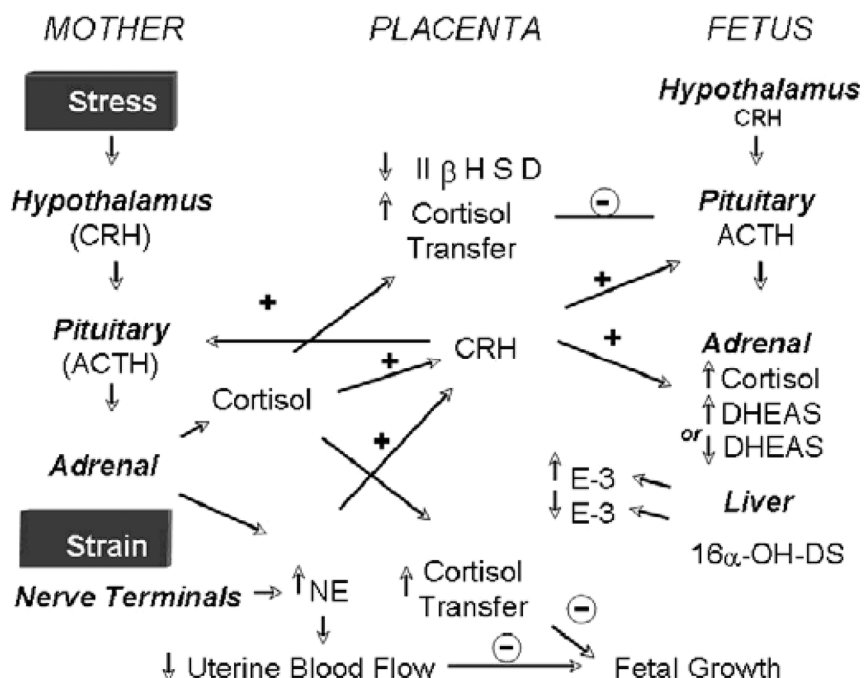 MOTHER PLACENTA FETUS
Stress
Hypothalamus
(CRH)
Pituitary
(ACTH)
Adrenal
Strain
Nerve Terminals → ↑ NE
↓ Uterine Blood Flow
Cortisol
↓ II β H S D
↑ Cortisol
Transfer
CRH
+
+
+
+
+
-
↑ Cortisol
Transfer
-
-
Fetal Growth
Hypothalamus
CRH
Pituitary
ACTH
Adrenal
↑ Cortisol
↑ DHEAS
or
↓ DHEAS
↑ E-3
↓ E-3
Liver
16α-OH-DS